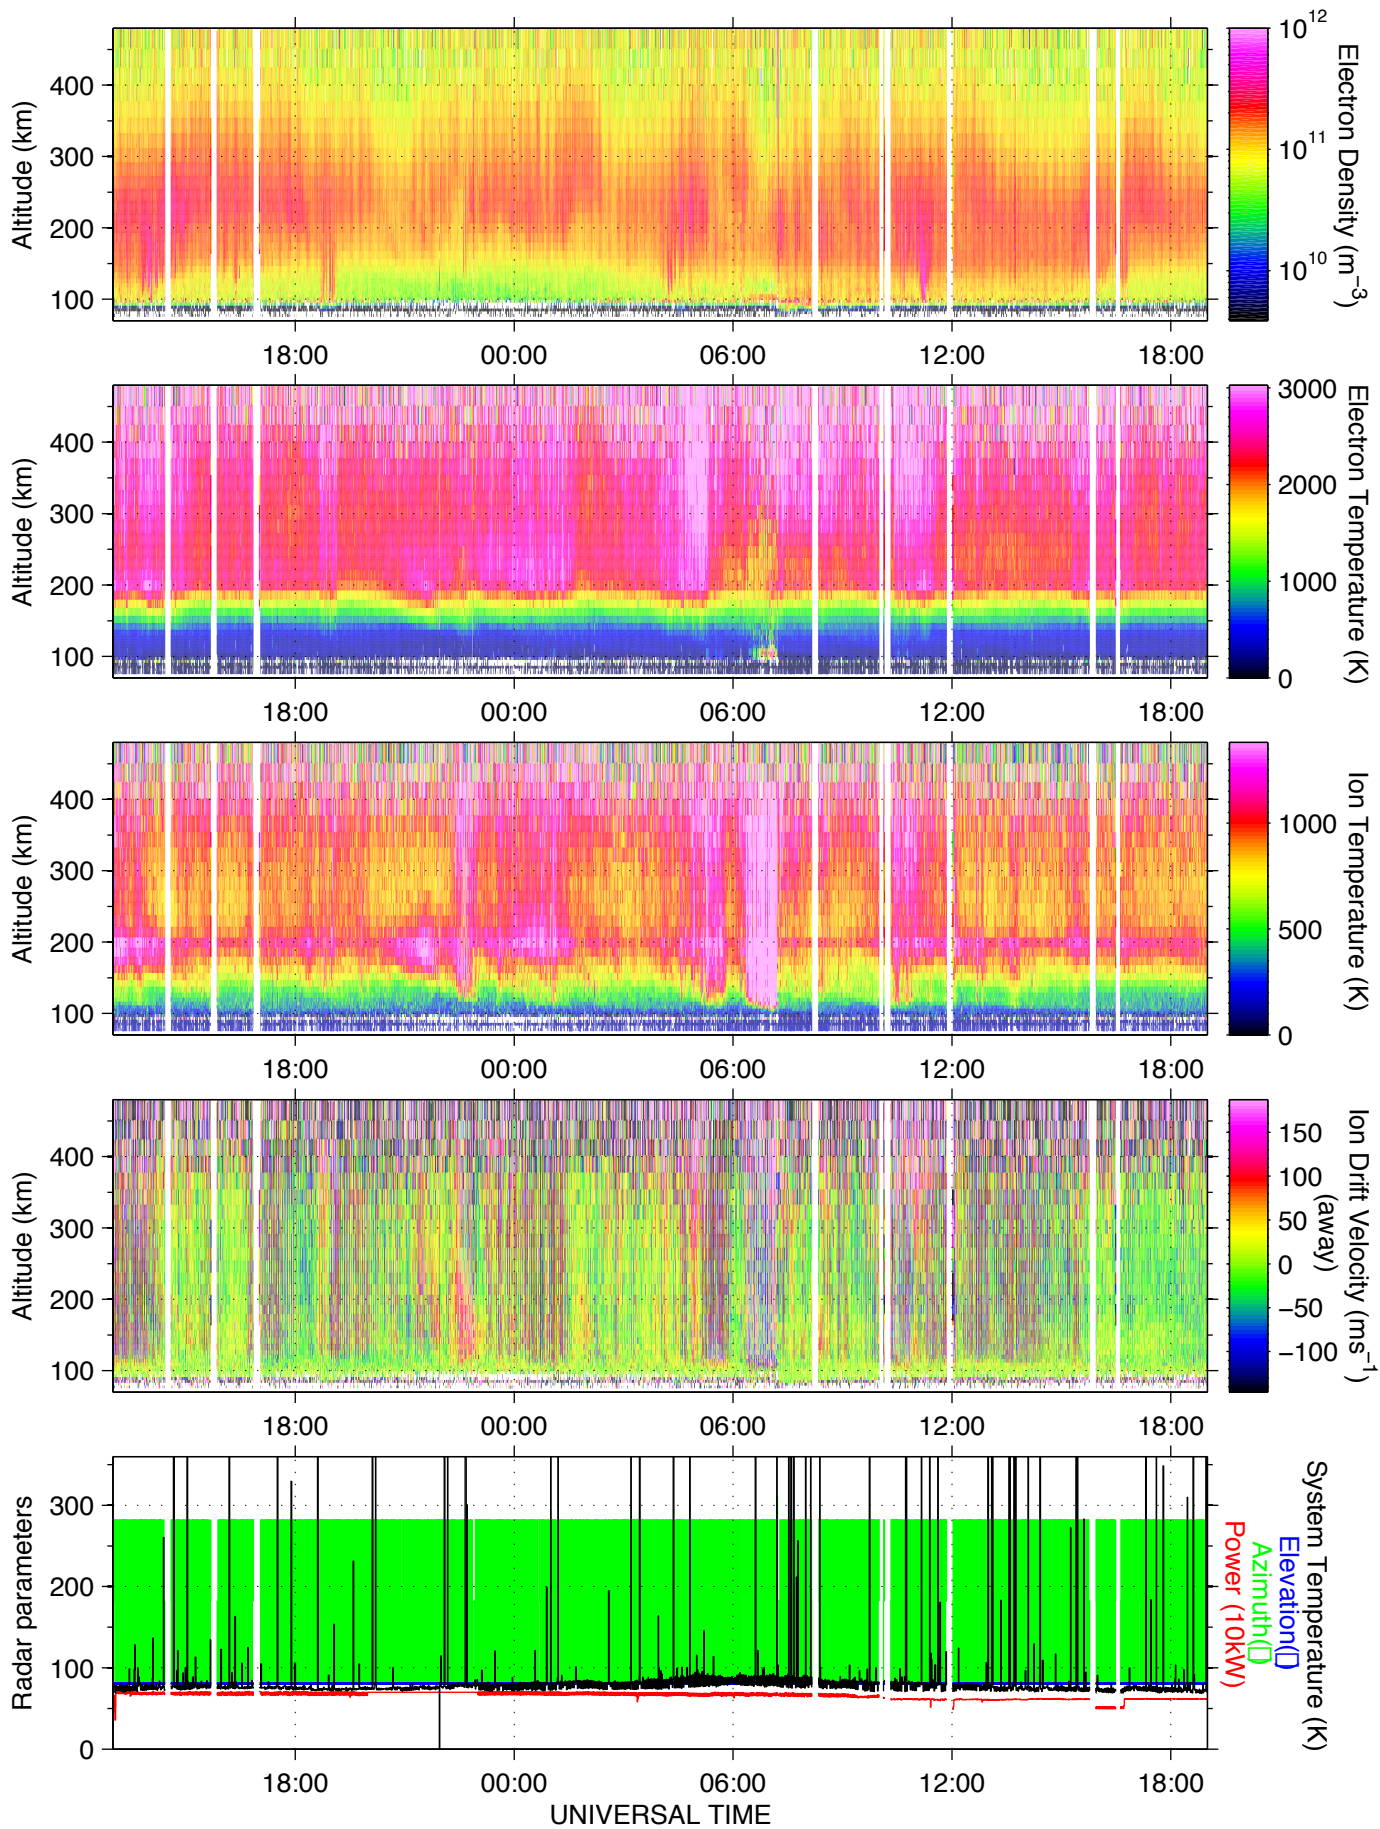 400
300
200
100
Altitude (km)
18:00 00:00 06:00 12:00 18:00
10¹²
10¹¹
10¹⁰
Electron Density (m⁻³)
400
300
200
100
Altitude (km)
18:00 00:00 06:00 12:00 18:00
3000
2000
1000
0
Electron Temperature (K)
400
300
200
100
Altitude (km)
18:00 00:00 06:00 12:00 18:00
1000
500
0
Ion Temperature (K)
400
300
200
100
Altitude (km)
18:00 00:00 06:00 12:00 18:00
150
100
50
0
−50
−100
Ion Drift Velocity (ms⁻¹)
(away)
300
200
100
0
Radar parameters
18:00 00:00 06:00 12:00 18:00
System Temperature (K)
Elevation(▯)
Azimuth(▯)
Power (10kW)
UNIVERSAL TIME